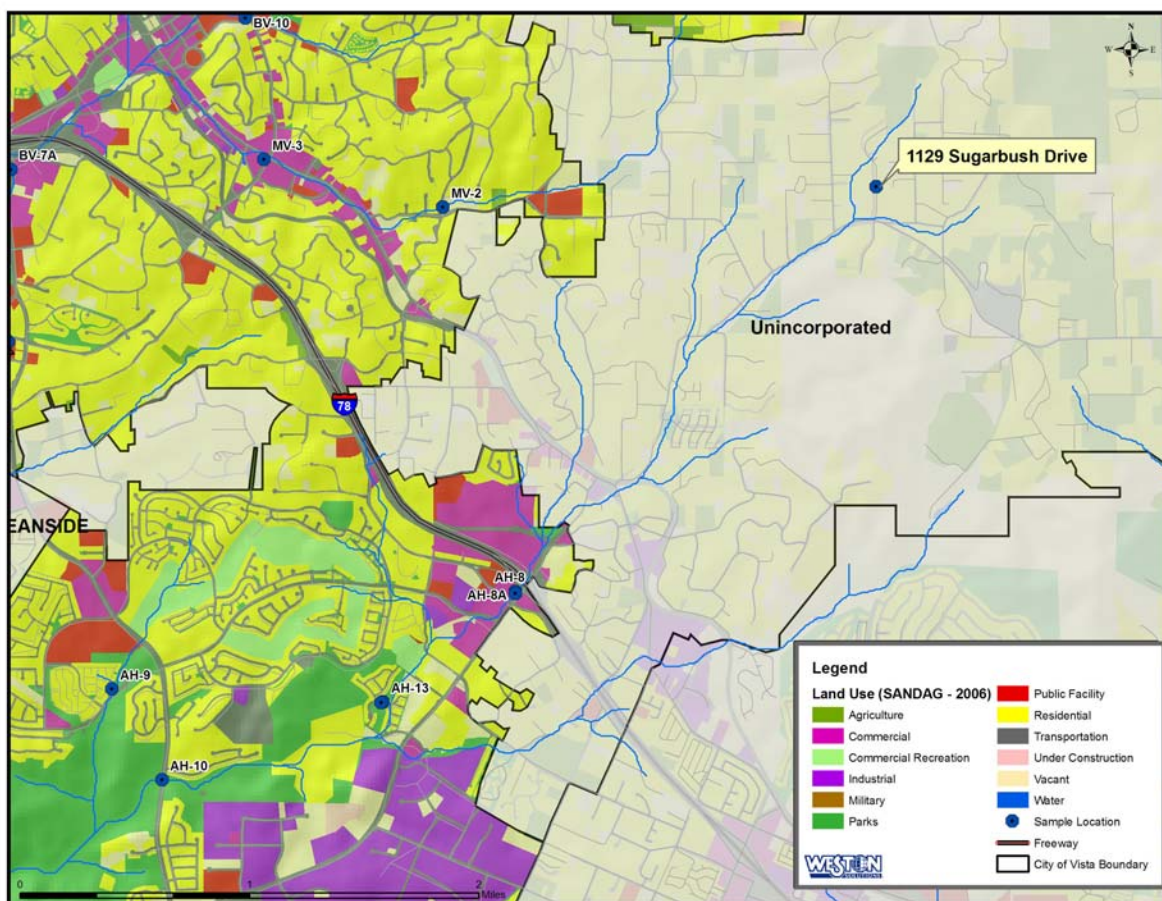 BV-10
N
W E
S
MV-3
1129 Sugarbush Drive
BV-7A
MV-2
Unincorporated
78
EANSIDE
AH-8
AH-8A
AH-9
AH-13
AH-10
0 1 2
Miles
Legend
Land Use (SANDAG - 2006)
Agriculture
Commercial
Commercial Recreation
Industrial
Military
Parks
Public Facility
Residential
Transportation
Under Construction
Vacant
Water
Sample Location
Freeway
City of Vista Boundary
WESTON
SOLUTIONS